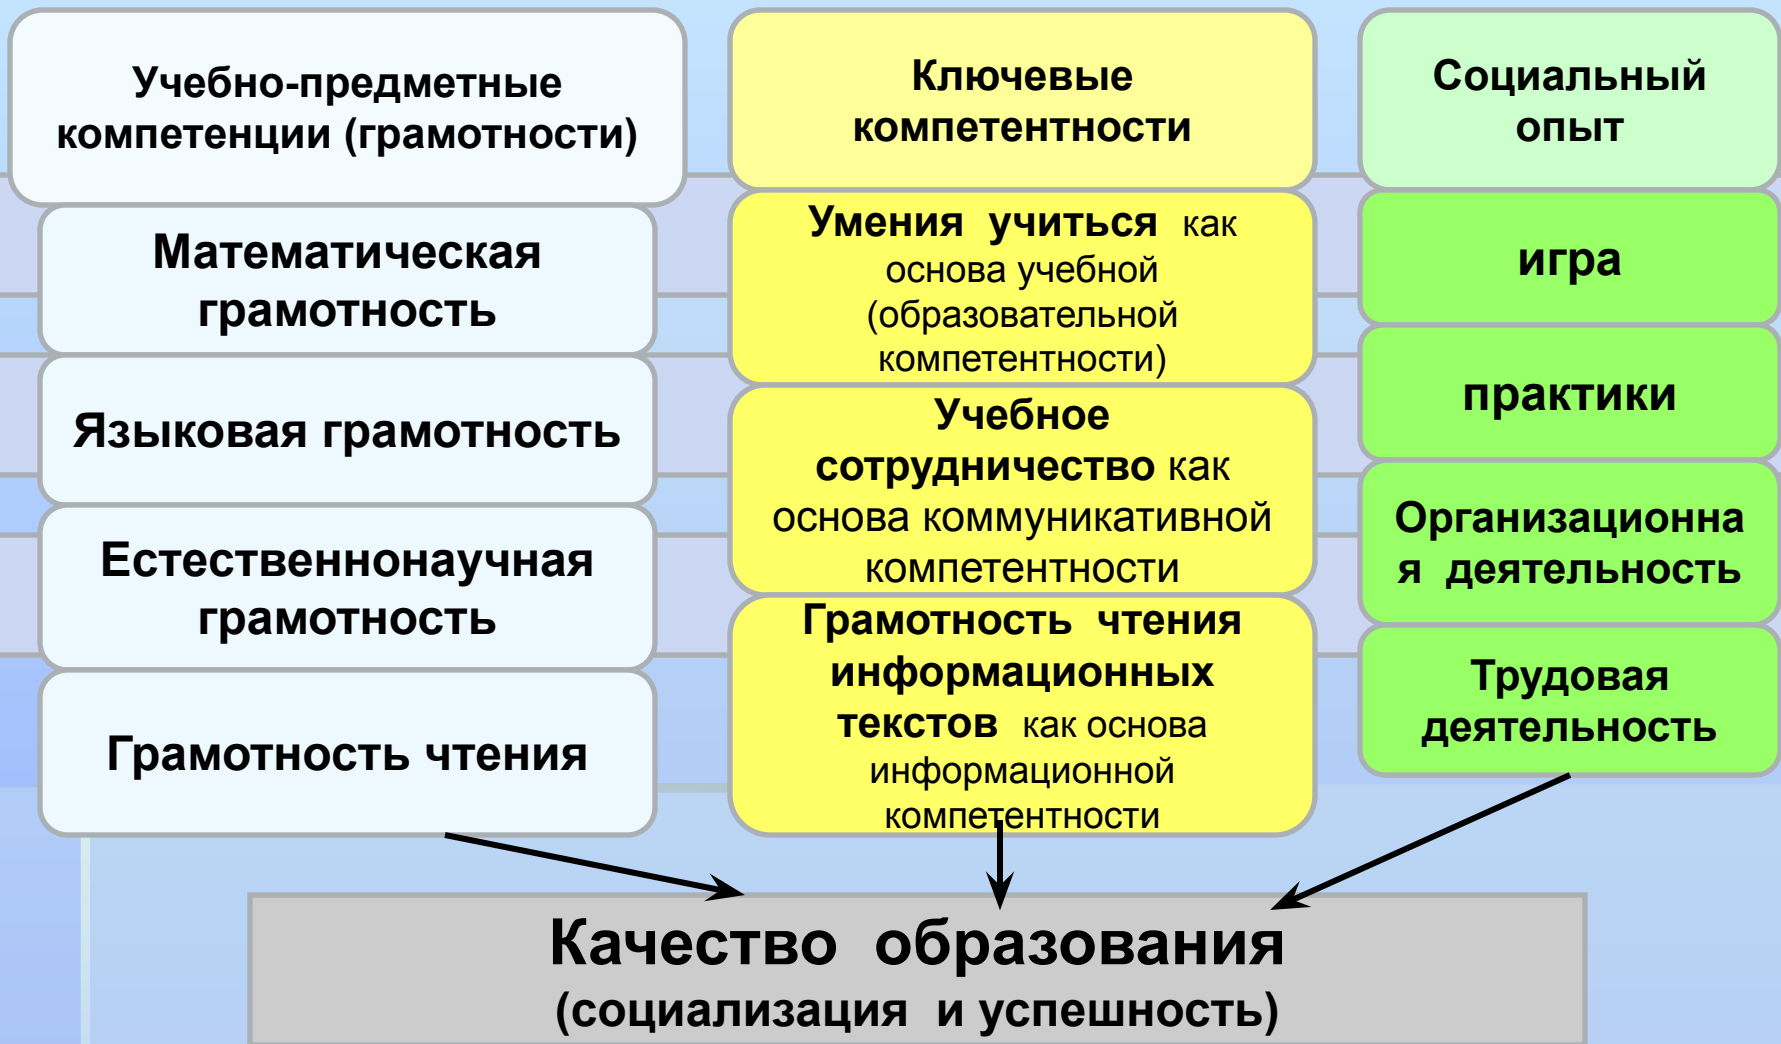 Учебно-предметные
компетенции (грамотности)
Математическая
грамотность
Языковая грамотность
Естественнонаучная
грамотность
Грамотность чтения
Ключевые
компетентности
Умения учиться как
основа учебной
(образовательной
компетентности)
Учебное
сотрудничество как
основа коммуникативной
компетентности
Грамотность чтения
информационных
текстов как основа
информационной
компетентности
Социальный
опыт
игра
практики
Организационна
я деятельность
Трудовая
деятельность
Качество образования
(социализация и успешность)